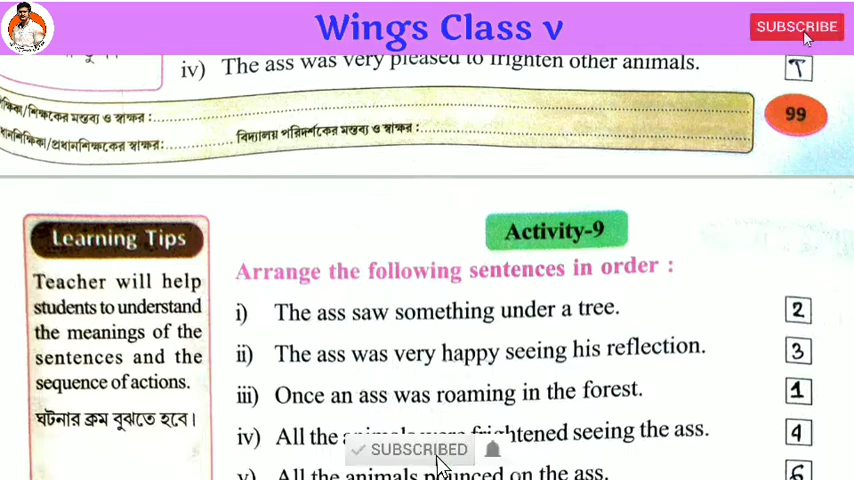 Wings Class v
SUBSCRIBE
iv) The ass was very pleased to frighten other animals. T
শিক্ষিকা/শিক্ষকের মন্তব্য ও স্বাক্ষর :
99
প্রধানশিক্ষিকা/প্রধানশিক্ষকের স্বাক্ষর: বিদ্যালয় পরিদর্শকের মন্তব্য ও স্বাক্ষর :
Activity-9
Learning Tips
Teacher will help
students to understand
the meanings of the
sentences and the
sequence of actions.
ঘটনার ক্রম বুঝতে হবে।
Arrange the following sentences in order :
i) The ass saw something under a tree. 2
ii) The ass was very happy seeing his reflection. 3
iii) Once an ass was roaming in the forest. 1
iv) All the animals were frightened seeing the ass. 4
SUBSCRIBED
v) All the animals pounced on the ass. 6